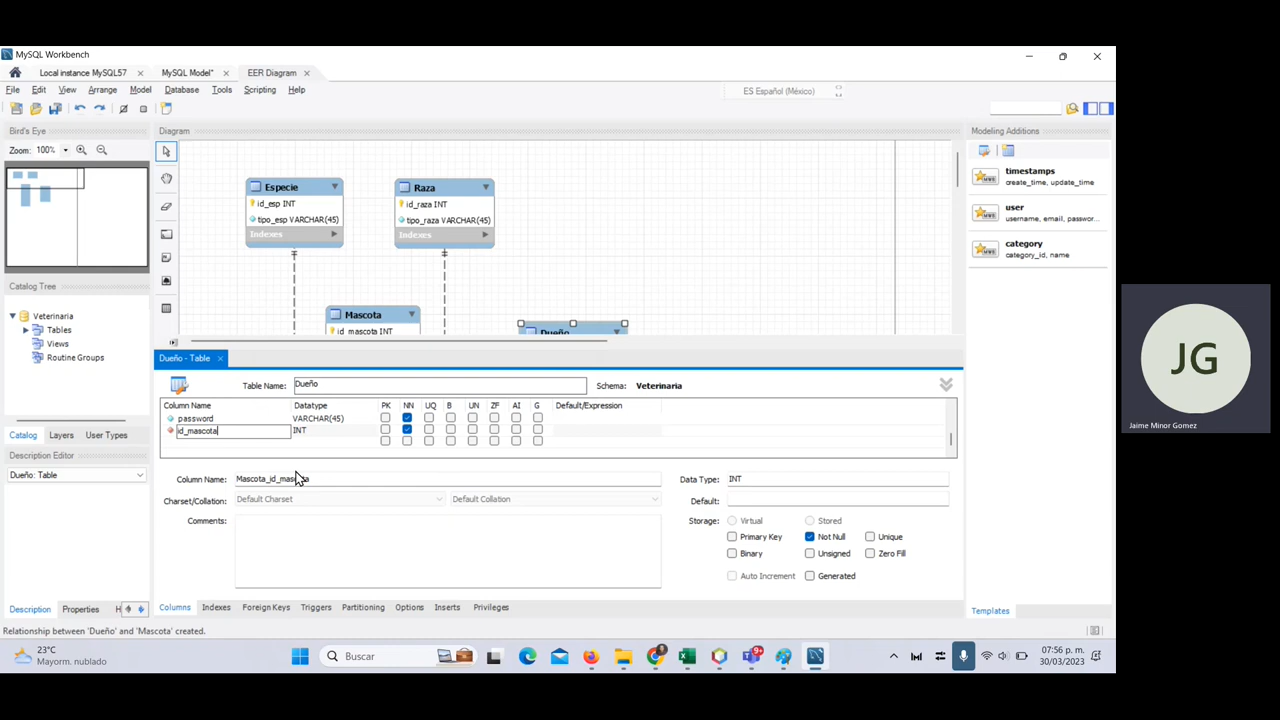 MySQL Workbench
Local instance MySQL57
MySQL Model*
EER Diagram
File Edit View Arrange Model Database Tools Scripting Help
ES Español (México)
Bird's Eye
Zoom: 100%
Diagram
Modeling Additions
timestamps
create_time, update_time
user
username, email, passwor...
category
category_id, name
Especie
id_esp INT
tipo_esp VARCHAR(45)
Indexes
Raza
id_raza INT
tipo_raza VARCHAR(45)
Indexes
Mascota
id_mascota INT
Dueño
Catalog Tree
Veterinaria
Tables
Views
Routine Groups
Catalog Layers User Types
Description Editor
Dueño: Table
Description Properties H
Dueño - Table
Table Name: Dueño Schema: Veterinaria
Column Name Datatype PK NN UQ B UN ZF AI G Default/Expression
password VARCHAR(45)
id_mascota INT
Column Name: Mascota_id_mascota Data Type: INT
Charset/Collation: Default Charset Default Collation Default:
Comments: Storage: Virtual Stored
Primary Key Not Null Unique
Binary Unsigned Zero Fill
Auto Increment Generated
Columns Indexes Foreign Keys Triggers Partitioning Options Inserts Privileges
Templates
Relationship between 'Dueño' and 'Mascota' created.
23°C
Mayorm. nublado
Buscar
9+
07:56 p. m.
30/03/2023
JG
Jaime Minor Gomez